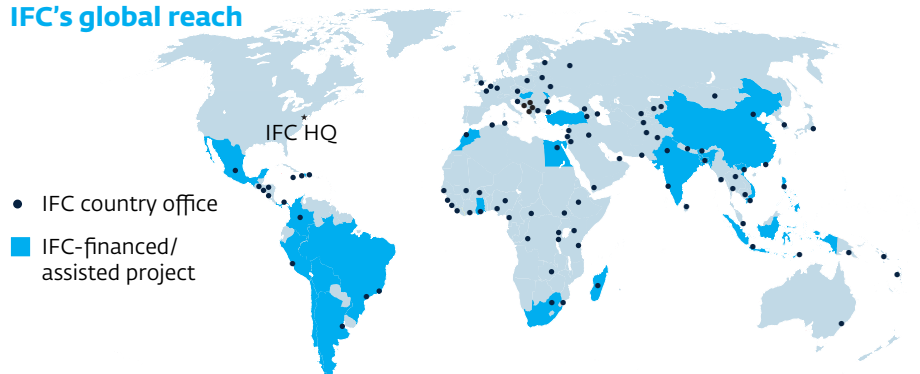 IFC's global reach
IFC HQ
IFC country office
IFC-financed/
assisted project